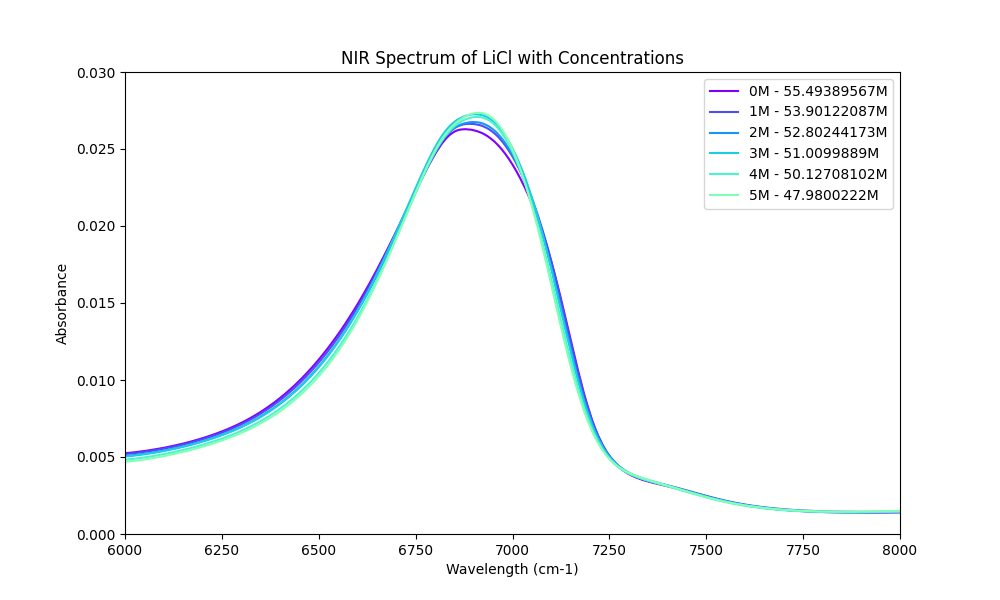 NIR Spectrum of LiCl with Concentrations
0.030
0.025
0.020
0.015
0.010
0.005
0.000
Absorbance
0M - 55.49389567M
1M - 53.90122087M
2M - 52.80244173M
3M - 51.0099889M
4M - 50.12708102M
5M - 47.9800222M
6000 6250 6500 6750 7000 7250 7500 7750 8000
Wavelength (cm-1)